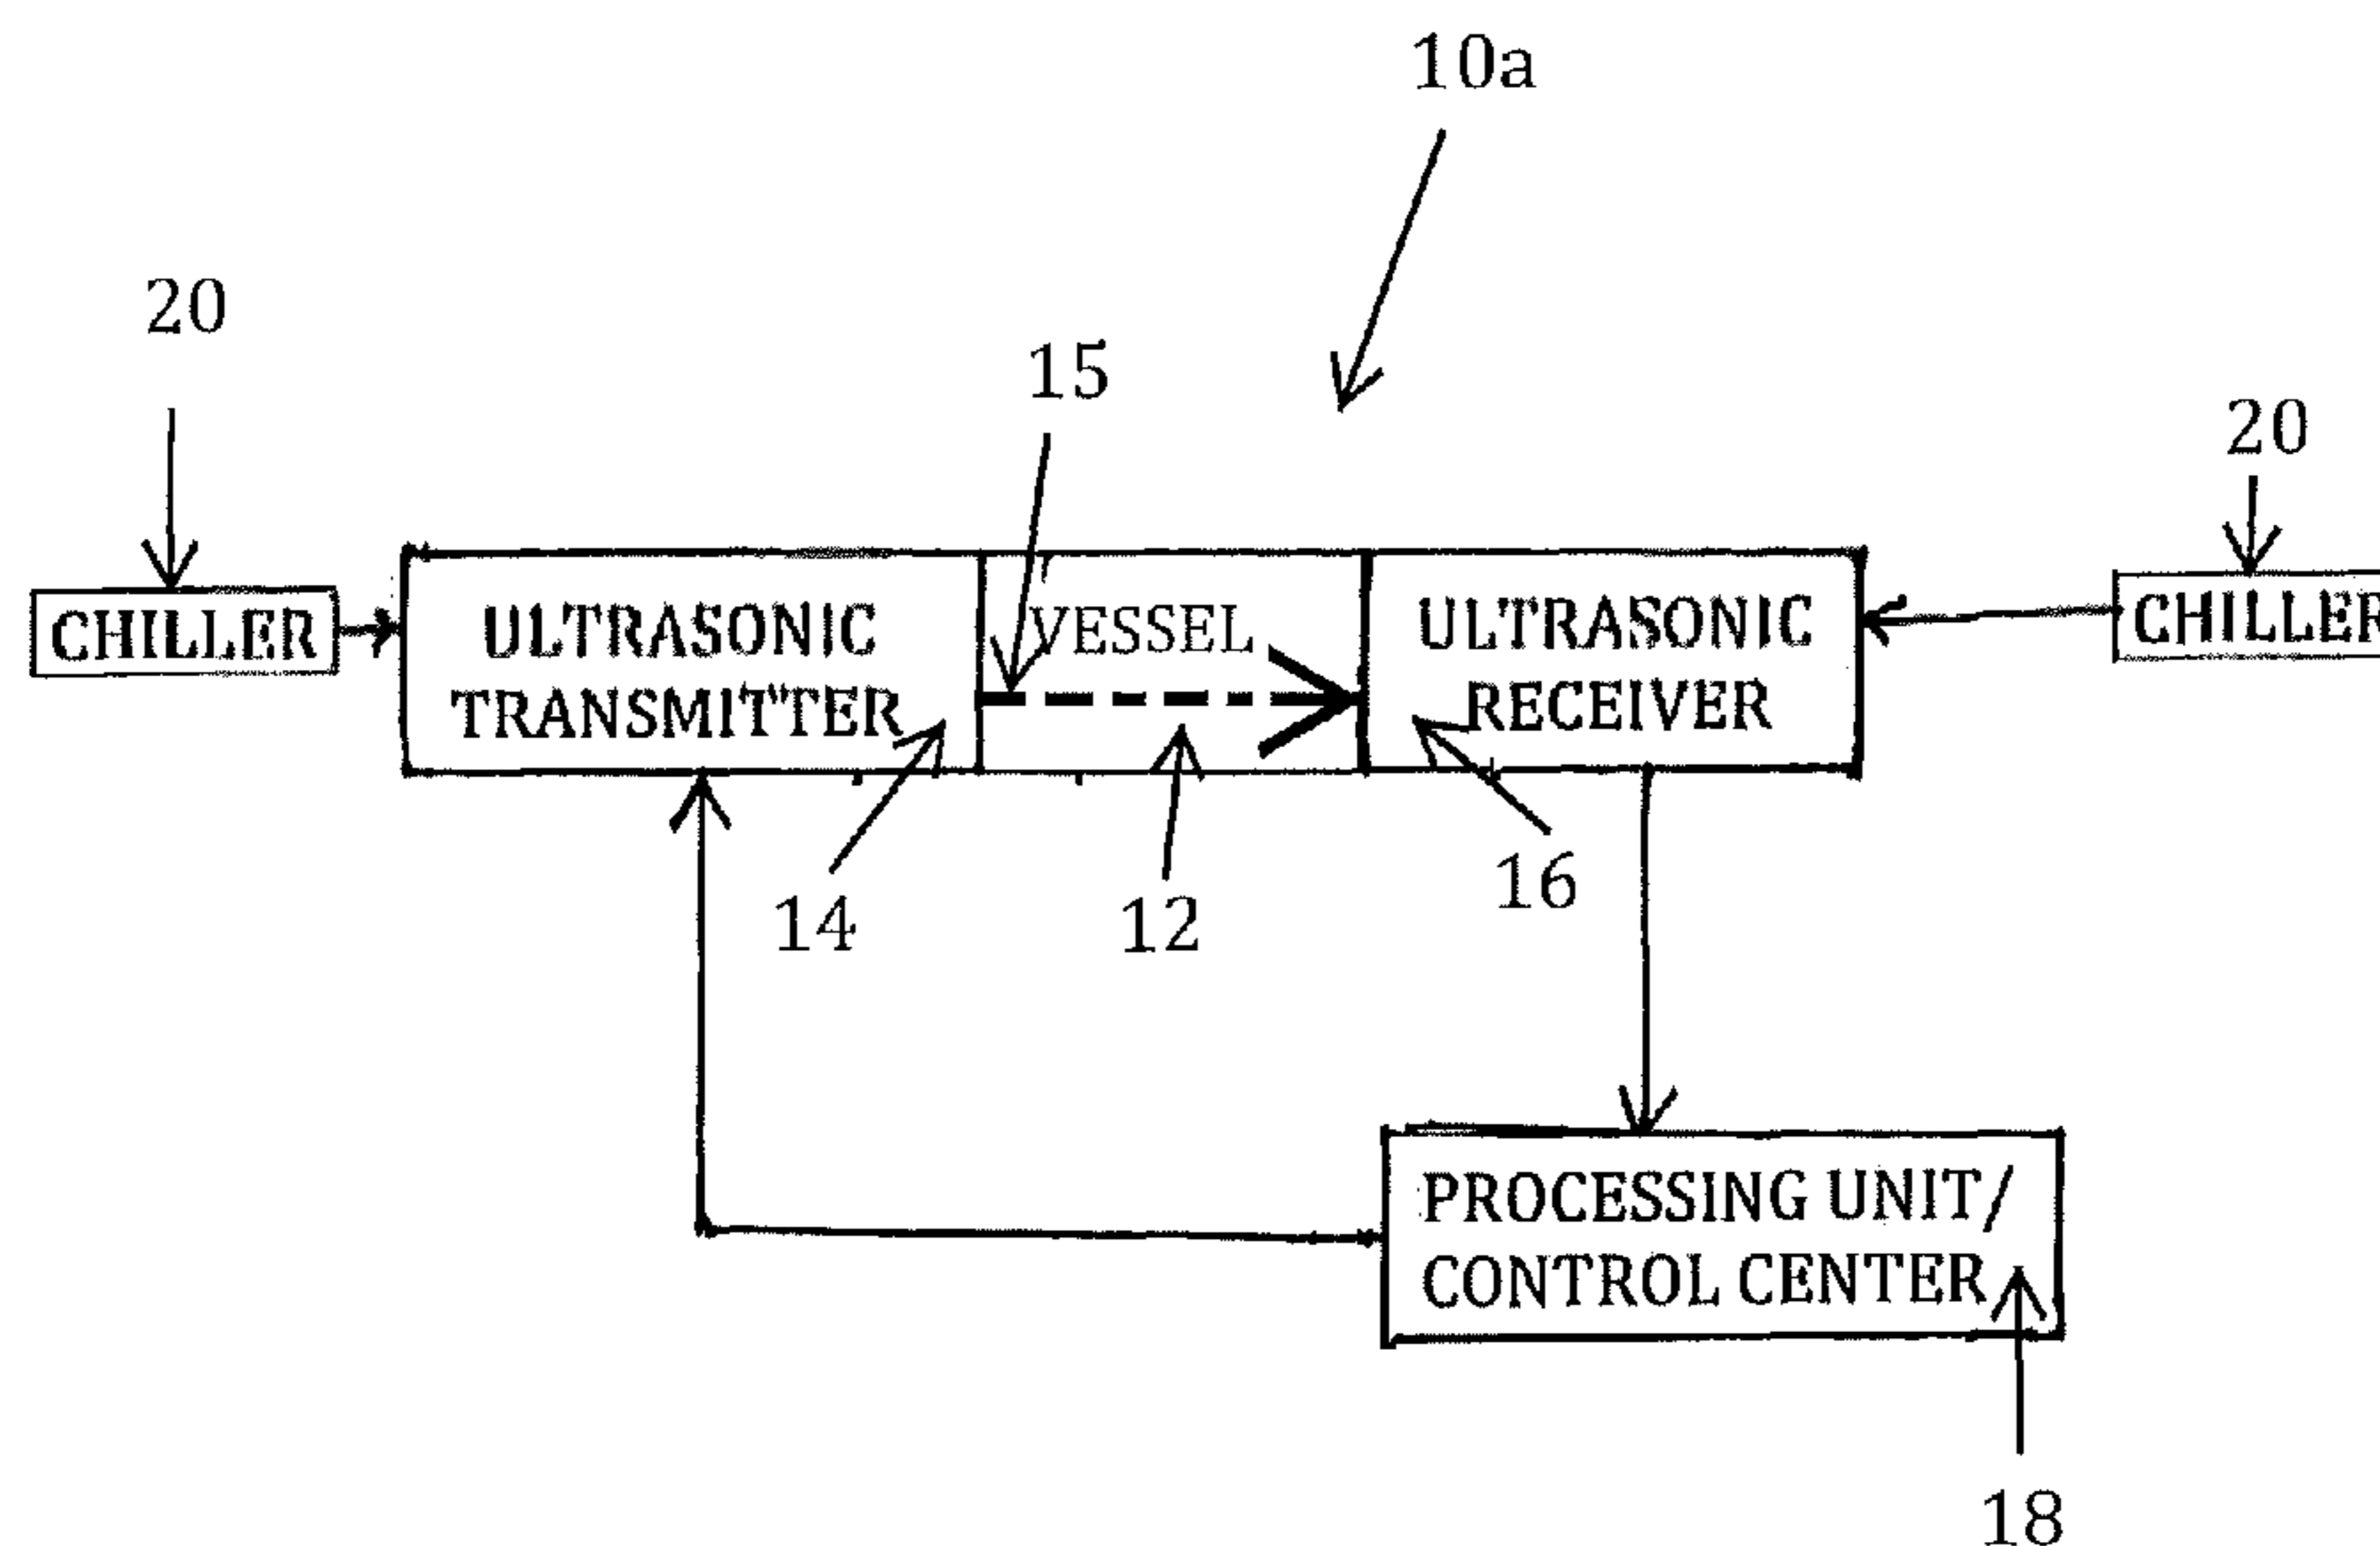 10a
20
15
20
CHILLER
ULTRASONIC
TRANSMITTER
VESSEL
ULTRASONIC
RECEIVER
CHILLER
14
12
16
PROCESSING UNIT/
CONTROL CENTER
18